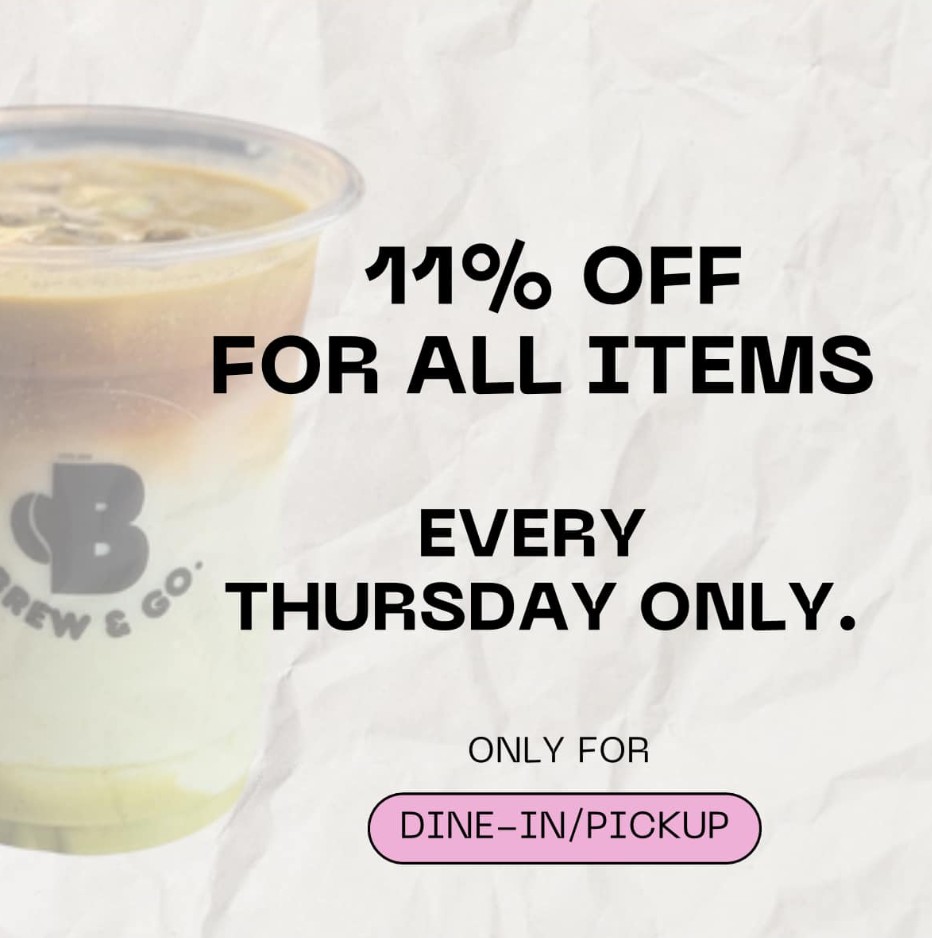 11% OFF
FOR ALL ITEMS
EVERY
THURSDAY ONLY.
ONLY FOR
DINE-IN/PICKUP
B
BREW & GO.